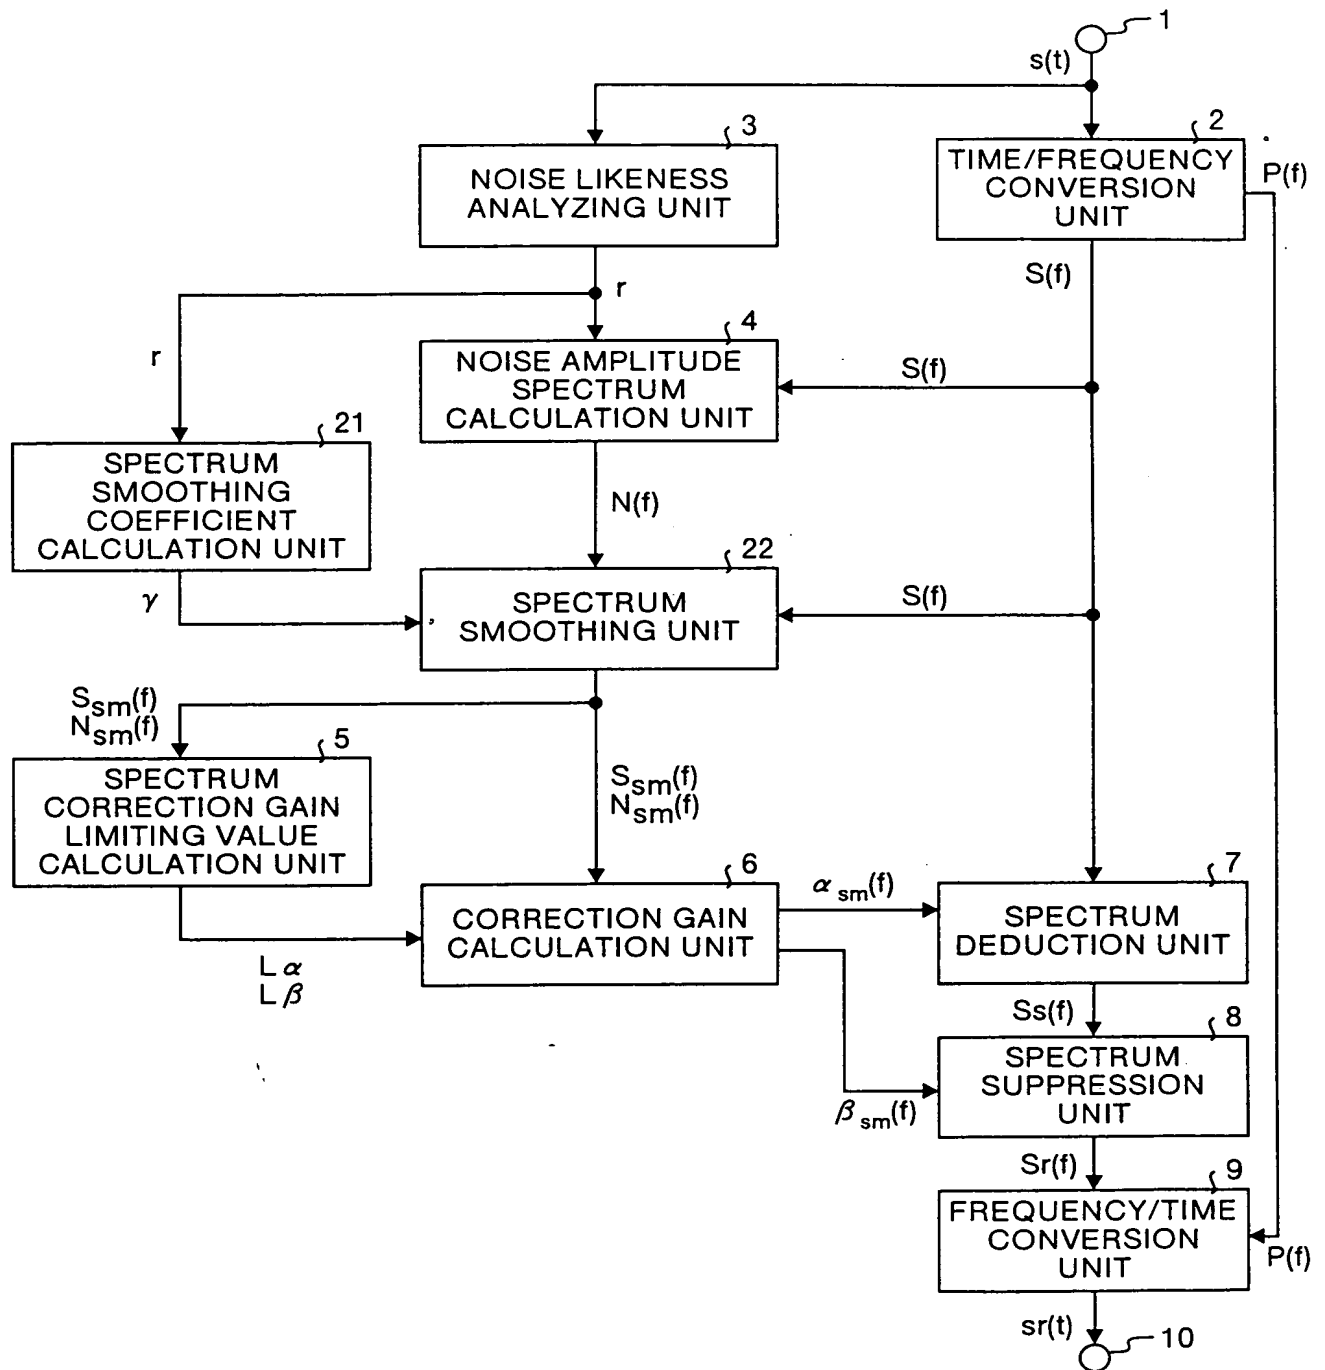 1
s(t)
3
NOISE LIKENESS
ANALYZING UNIT
2
TIME/FREQUENCY
CONVERSION
UNIT
P(f)
S(f)
r
r
4
NOISE AMPLITUDE
SPECTRUM
CALCULATION UNIT
S(f)
21
SPECTRUM
SMOOTHING
COEFFICIENT
CALCULATION UNIT
N(f)
γ
22
SPECTRUM
SMOOTHING UNIT
S(f)
Ssm(f)
Nsm(f)
5
SPECTRUM
CORRECTION GAIN
LIMITING VALUE
CALCULATION UNIT
Ssm(f)
Nsm(f)
Lα
Lβ
6
CORRECTION GAIN
CALCULATION UNIT
αsm(f)
7
SPECTRUM
DEDUCTION UNIT
Ss(f)
βsm(f)
8
SPECTRUM
SUPPRESSION
UNIT
Sr(f)
9
FREQUENCY/TIME
CONVERSION
UNIT
P(f)
sr(t)
10